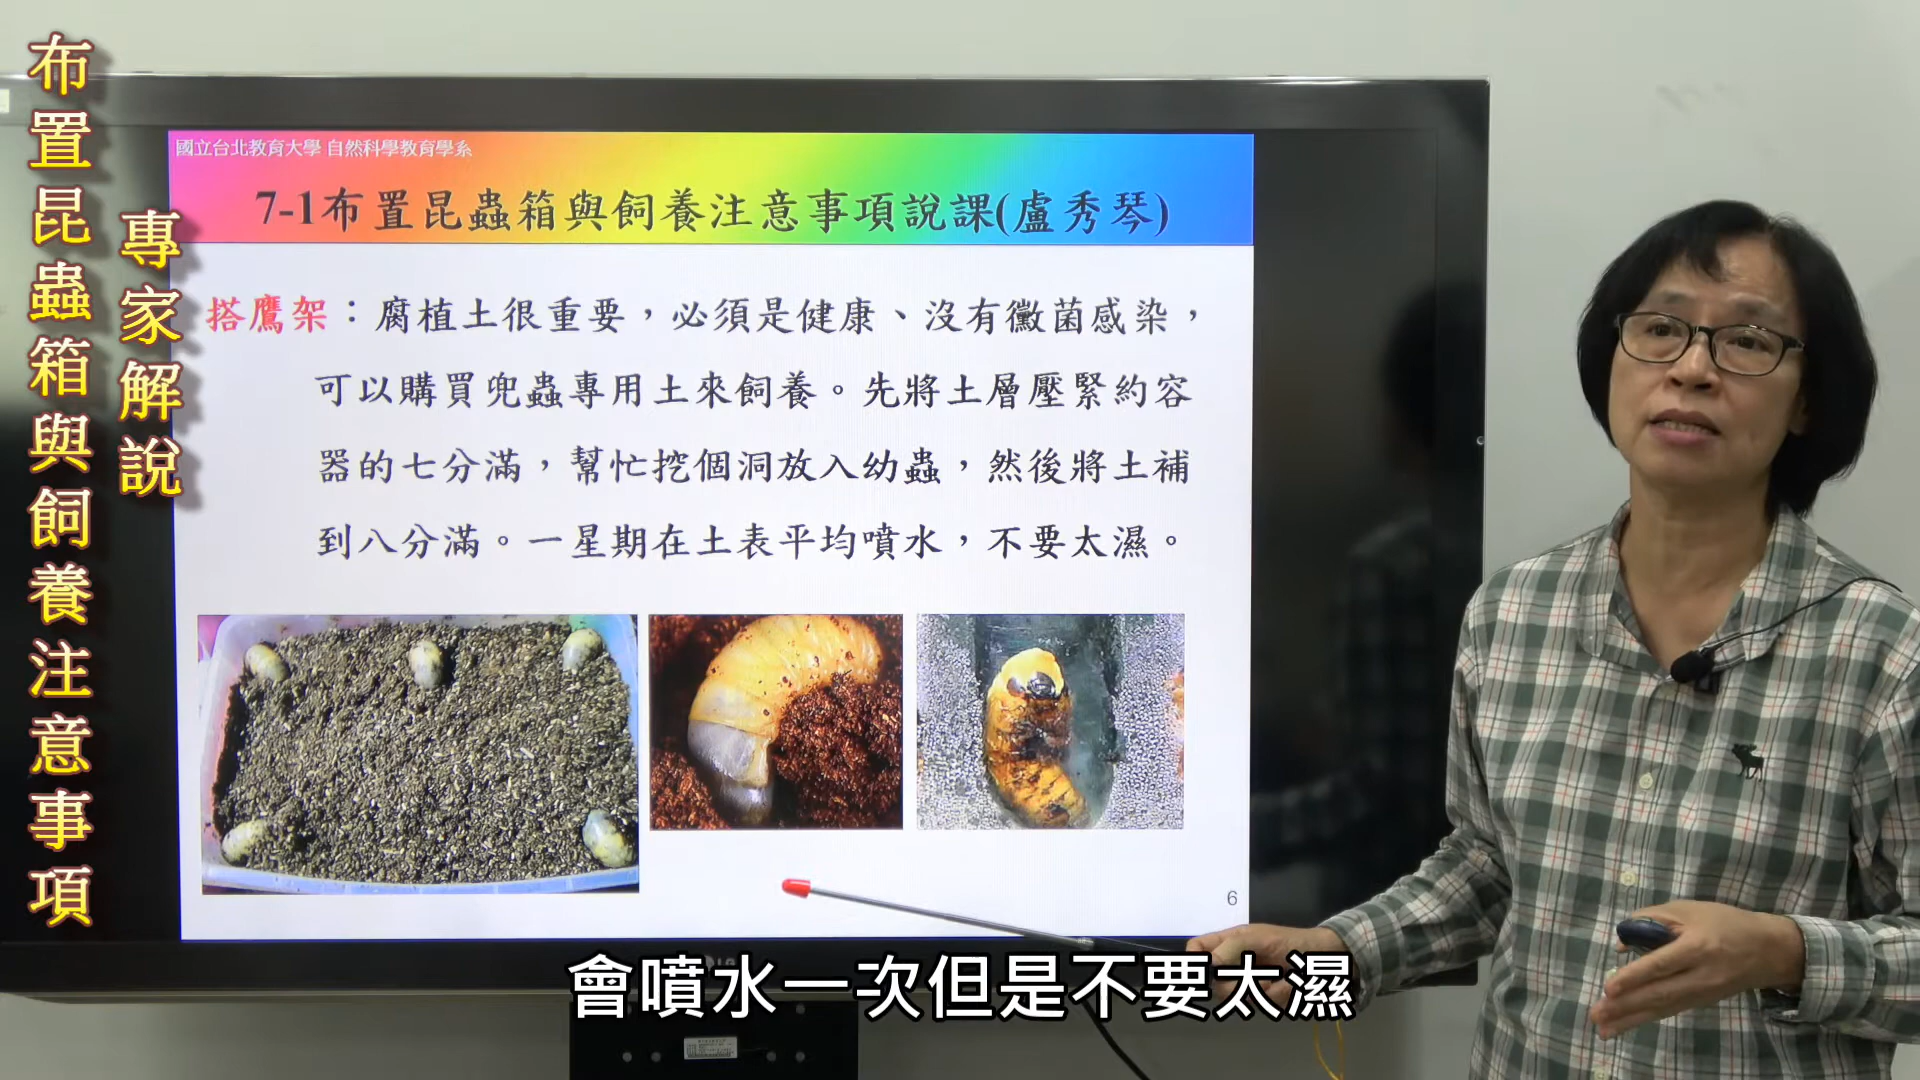 布置昆蟲箱與飼養注意事項
專家解說
國立台北教育大學 自然科學教育學系
7-1布置昆蟲箱與飼養注意事項說課(盧秀琴)
搭鷹架：腐植土很重要，必須是健康、沒有黴菌感染，
可以購買兜蟲專用土來飼養。先將土層壓緊約容
器的七分滿，幫忙挖個洞放入幼蟲，然後將土補
到八分滿。一星期在土表平均噴水，不要太濕。
6
會噴水一次但是不要太濕